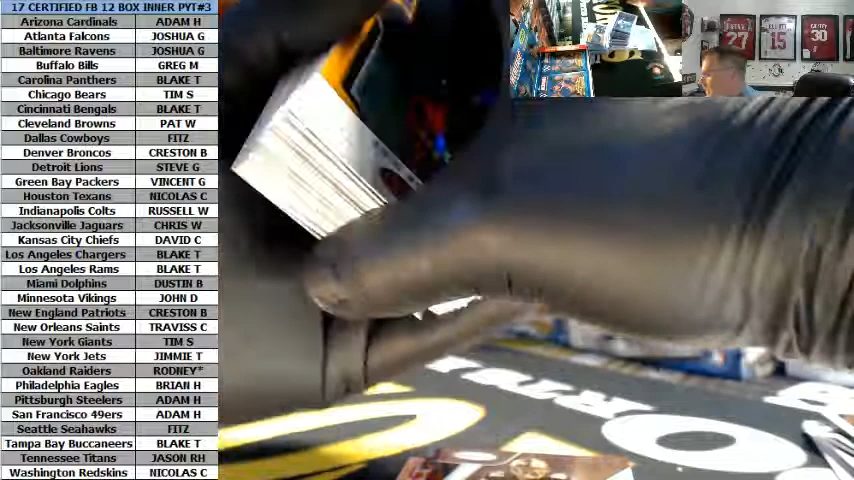 17 CERTIFIED FB 12 BOX INNER PVT#3
Arizona Cardinals ADAM H
Atlanta Falcons JOSHUA G
Baltimore Ravens JOSHUA G
Buffalo Bills GREG M
Carolina Panthers BLAKE T
Chicago Bears TIM S
Cincinnati Bengals BLAKE T
Cleveland Browns PAT W
Dallas Cowboys FITZ
Denver Broncos CRESTON B
Detroit Lions STEVE G
Green Bay Packers VINCENT G
Houston Texans NICOLAS C
Indianapolis Colts RUSSELL W
Jacksonville Jaguars CHRIS W
Kansas City Chiefs DAVID C
Los Angeles Chargers BLAKE T
Los Angeles Rams BLAKE T
Miami Dolphins DUSTIN B
Minnesota Vikings JOHN D
New England Patriots CRESTON B
New Orleans Saints TRAVISS C
New York Giants TIM S
New York Jets JIMMIE T
Oakland Raiders RODNEY*
Philadelphia Eagles BRIAN H
Pittsburgh Steelers ADAM H
San Francisco 49ers ADAM H
Seattle Seahawks FITZ
Tampa Bay Buccaneers BLAKE T
Tennessee Titans JASON RH
Washington Redskins NICOLAS C
27
15
30